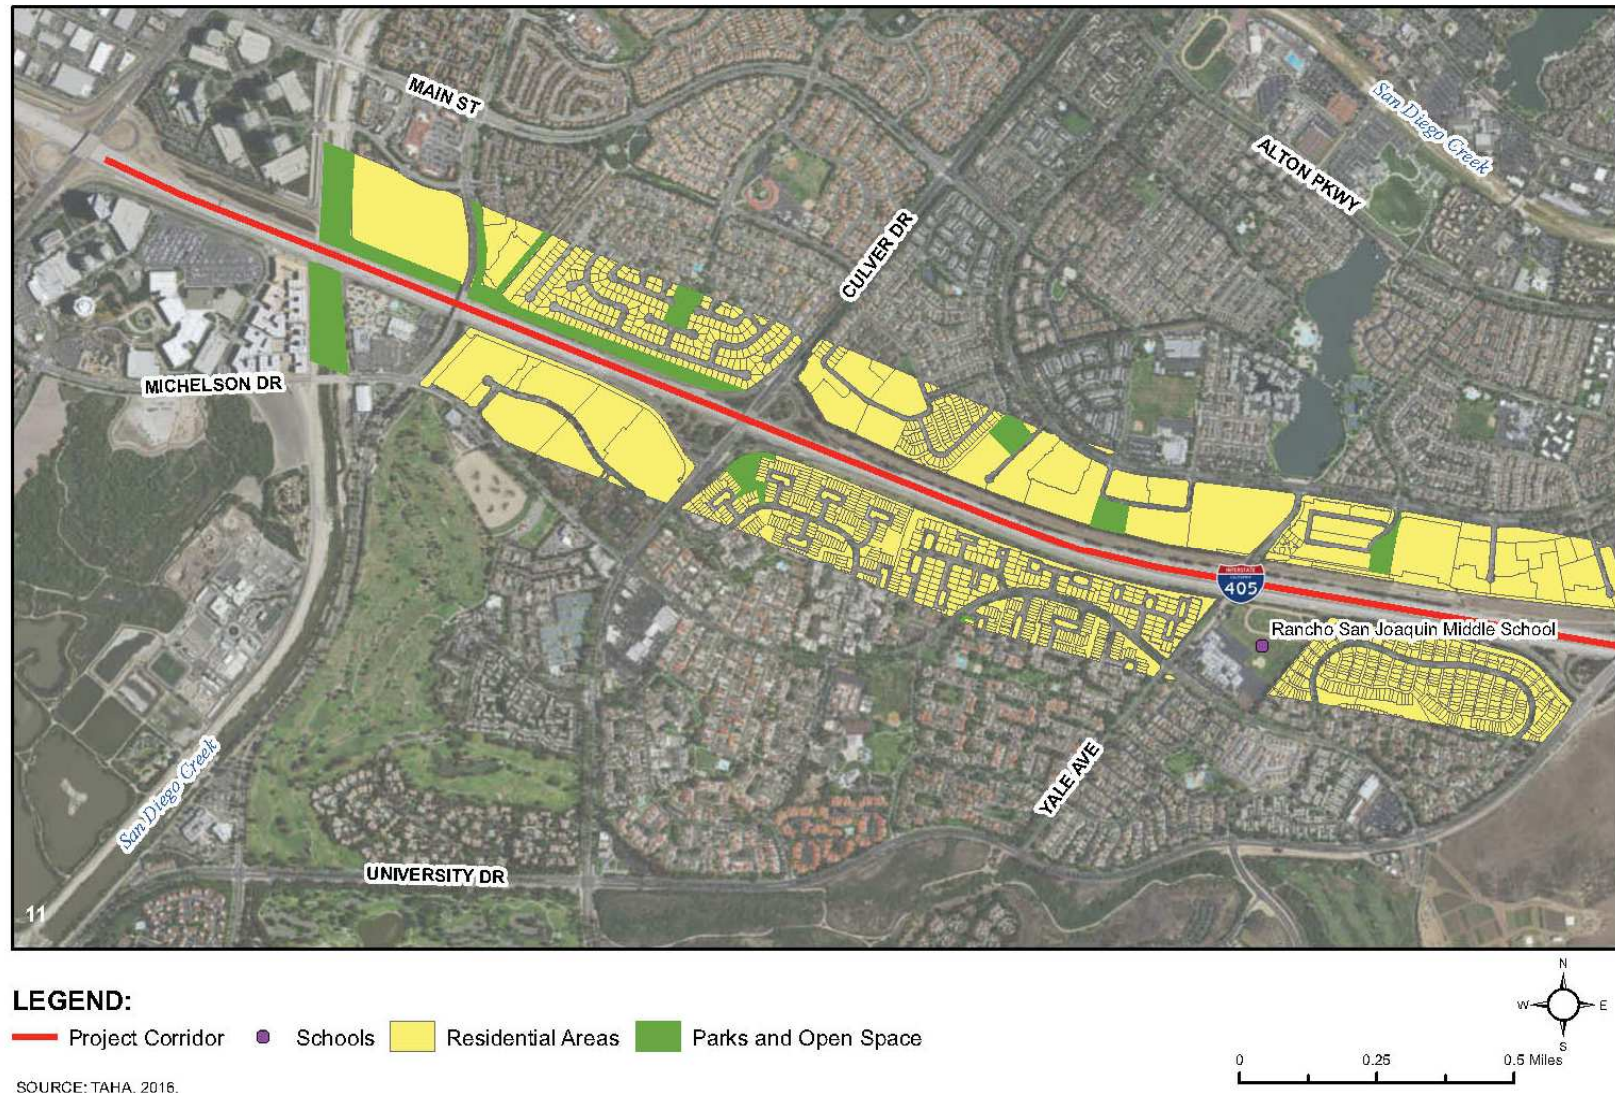 MAIN ST
San Diego Creek
ALTON PKWY
CULVER DR
MICHELSON DR
INTERSTATE
CALIFORNIA
405
Rancho San Joaquin Middle School
San Diego Creek
YALE AVE
UNIVERSITY DR
11
LEGEND:
Project Corridor
Schools
Residential Areas
Parks and Open Space
N
W
E
S
0
0.25
0.5 Miles
SOURCE: TAHA, 2016.